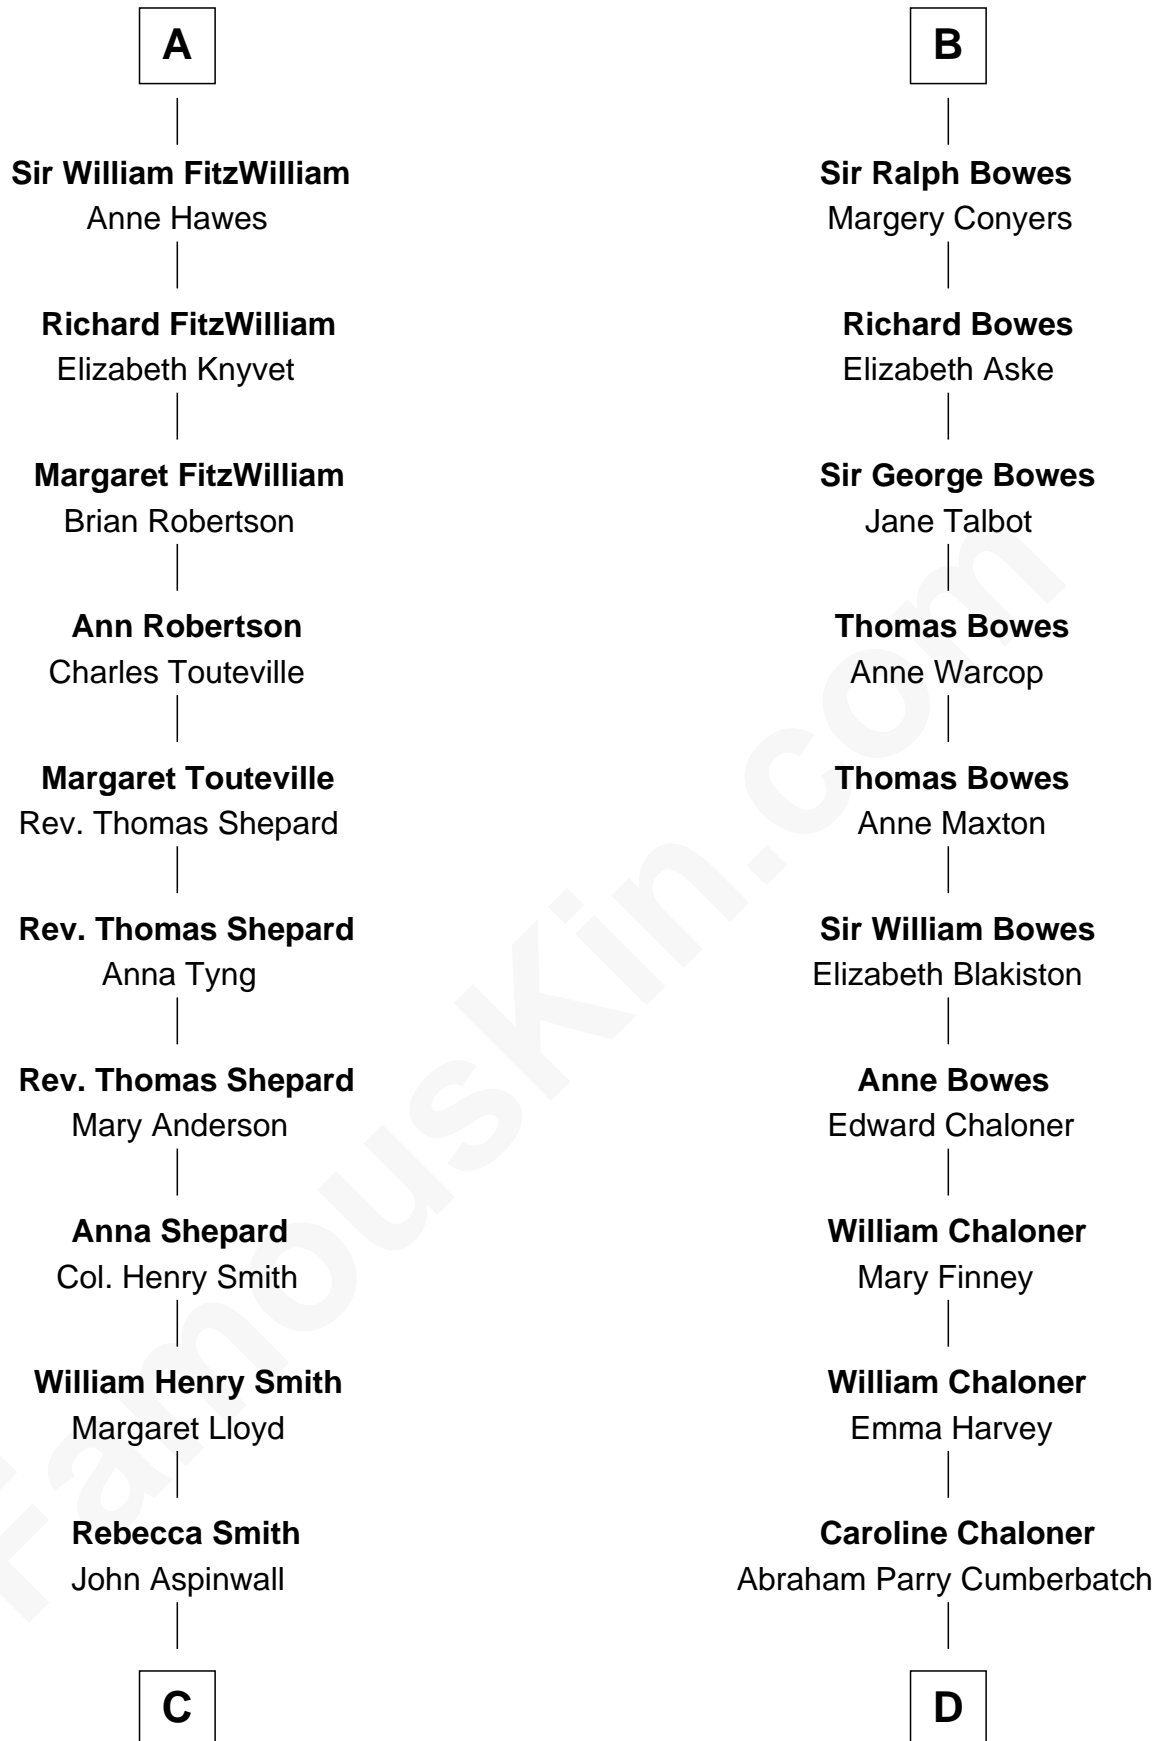 A
Sir William FitzWilliam
Anne Hawes
Richard FitzWilliam
Elizabeth Knyvet
Margaret FitzWilliam
Brian Robertson
Ann Robertson
Charles Touteville
Margaret Touteville
Rev. Thomas Shepard
Rev. Thomas Shepard
Anna Tyng
Rev. Thomas Shepard
Mary Anderson
Anna Shepard
Col. Henry Smith
William Henry Smith
Margaret Lloyd
Rebecca Smith
John Aspinwall
C
B
Sir Ralph Bowes
Margery Conyers
Richard Bowes
Elizabeth Aske
Sir George Bowes
Jane Talbot
Thomas Bowes
Anne Warcop
Thomas Bowes
Anne Maxton
Sir William Bowes
Elizabeth Blakiston
Anne Bowes
Edward Chaloner
William Chaloner
Mary Finney
William Chaloner
Emma Harvey
Caroline Chaloner
Abraham Parry Cumberbatch
D
FamousKin.com